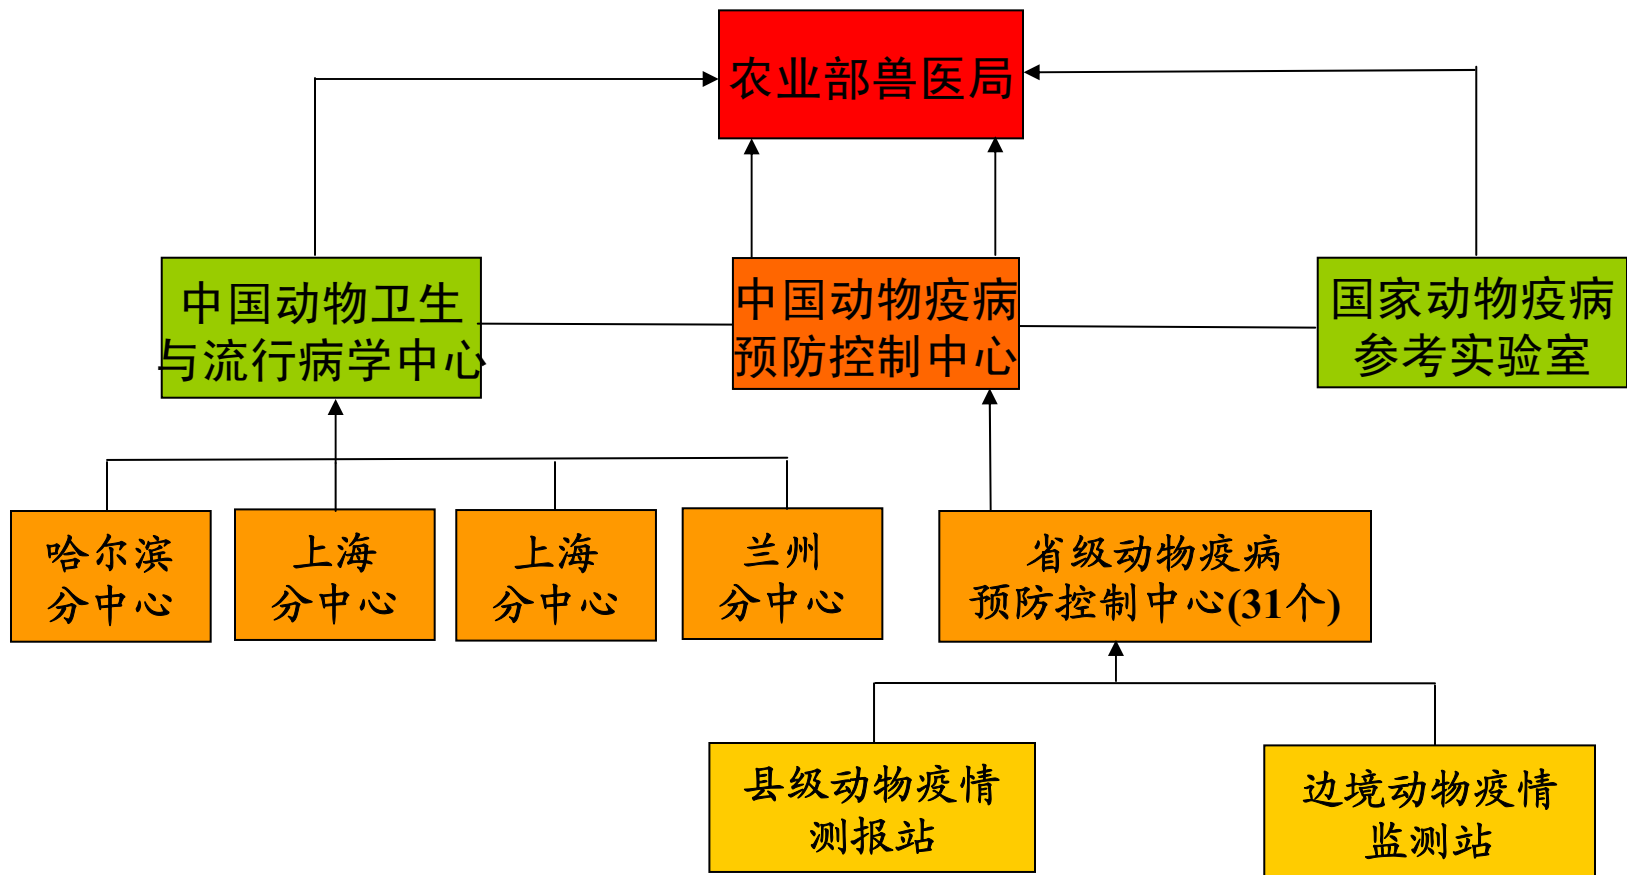 农业部兽医局
中国动物卫生
与流行病学中心
中国动物疫病
预防控制中心
国家动物疫病
参考实验室
哈尔滨
分中心
上海
分中心
上海
分中心
兰州
分中心
省级动物疫病
预防控制中心(31个)
县级动物疫情
测报站
边境动物疫情
监测站